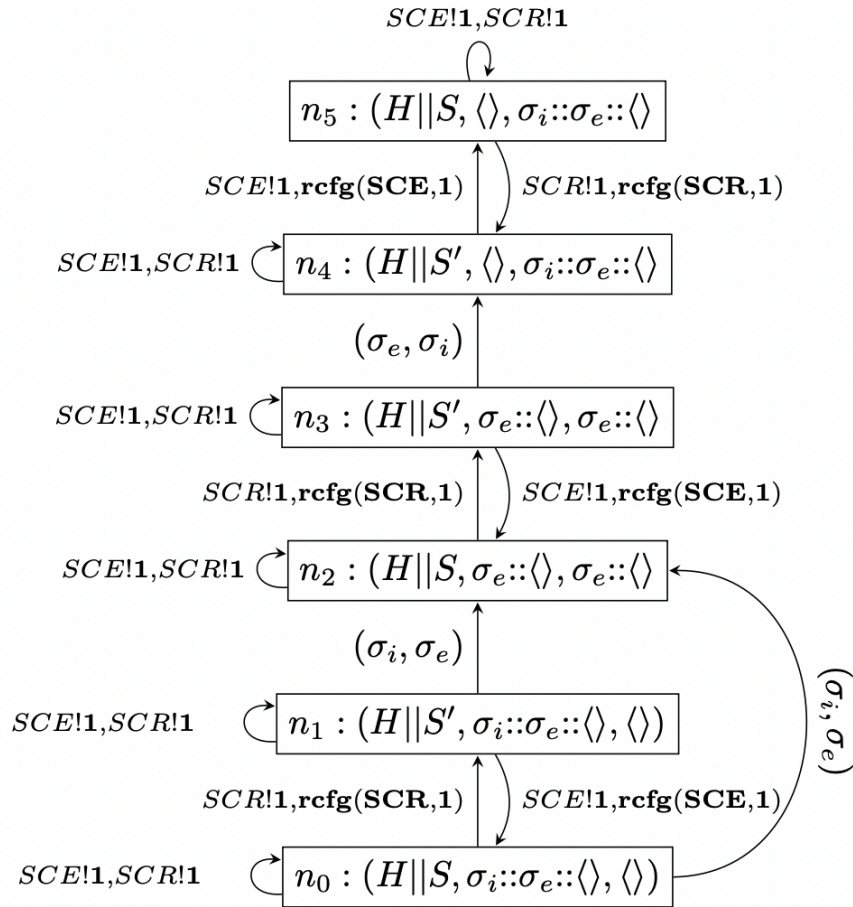 SCE!1,SCR!1
n₅ : (H||S, ⟨⟩, σᵢ::σₑ::⟨⟩
SCE!1,rcfg(SCE,1) SCR!1,rcfg(SCR,1)
SCE!1,SCR!1 n₄ : (H||S′, ⟨⟩, σᵢ::σₑ::⟨⟩
(σₑ, σᵢ)
SCE!1,SCR!1 n₃ : (H||S′, σₑ::⟨⟩, σₑ::⟨⟩
SCR!1,rcfg(SCR,1) SCE!1,rcfg(SCE,1)
SCE!1,SCR!1 n₂ : (H||S, σₑ::⟨⟩, σₑ::⟨⟩
(σᵢ, σₑ)
(σᵢ, σₑ)
SCE!1,SCR!1 n₁ : (H||S′, σᵢ::σₑ::⟨⟩, ⟨⟩)
SCR!1,rcfg(SCR,1) SCE!1,rcfg(SCE,1)
SCE!1,SCR!1 n₀ : (H||S, σᵢ::σₑ::⟨⟩, ⟨⟩)